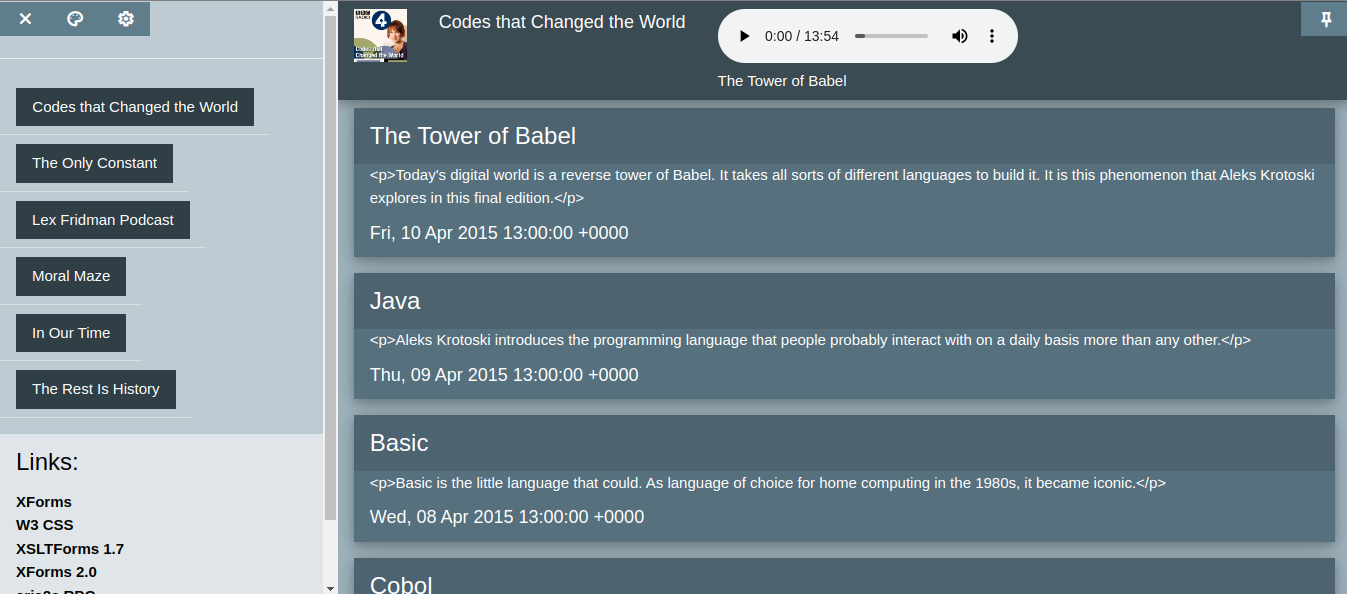 BBC
RADIO
4
Codes that
Changed the World
Codes that Changed the World
0:00 / 13:54
The Tower of Babel
Codes that Changed the World
The Only Constant
Lex Fridman Podcast
Moral Maze
In Our Time
The Rest Is History
Links:
XForms
W3 CSS
XSLTForms 1.7
XForms 2.0
The Tower of Babel
<p>Today's digital world is a reverse tower of Babel. It takes all sorts of different languages to build it. It is this phenomenon that Aleks Krotoski
explores in this final edition.</p>
Fri, 10 Apr 2015 13:00:00 +0000
Java
<p>Aleks Krotoski introduces the programming language that people probably interact with on a daily basis more than any other.</p>
Thu, 09 Apr 2015 13:00:00 +0000
Basic
<p>Basic is the little language that could. As language of choice for home computing in the 1980s, it became iconic.</p>
Wed, 08 Apr 2015 13:00:00 +0000
Cobol